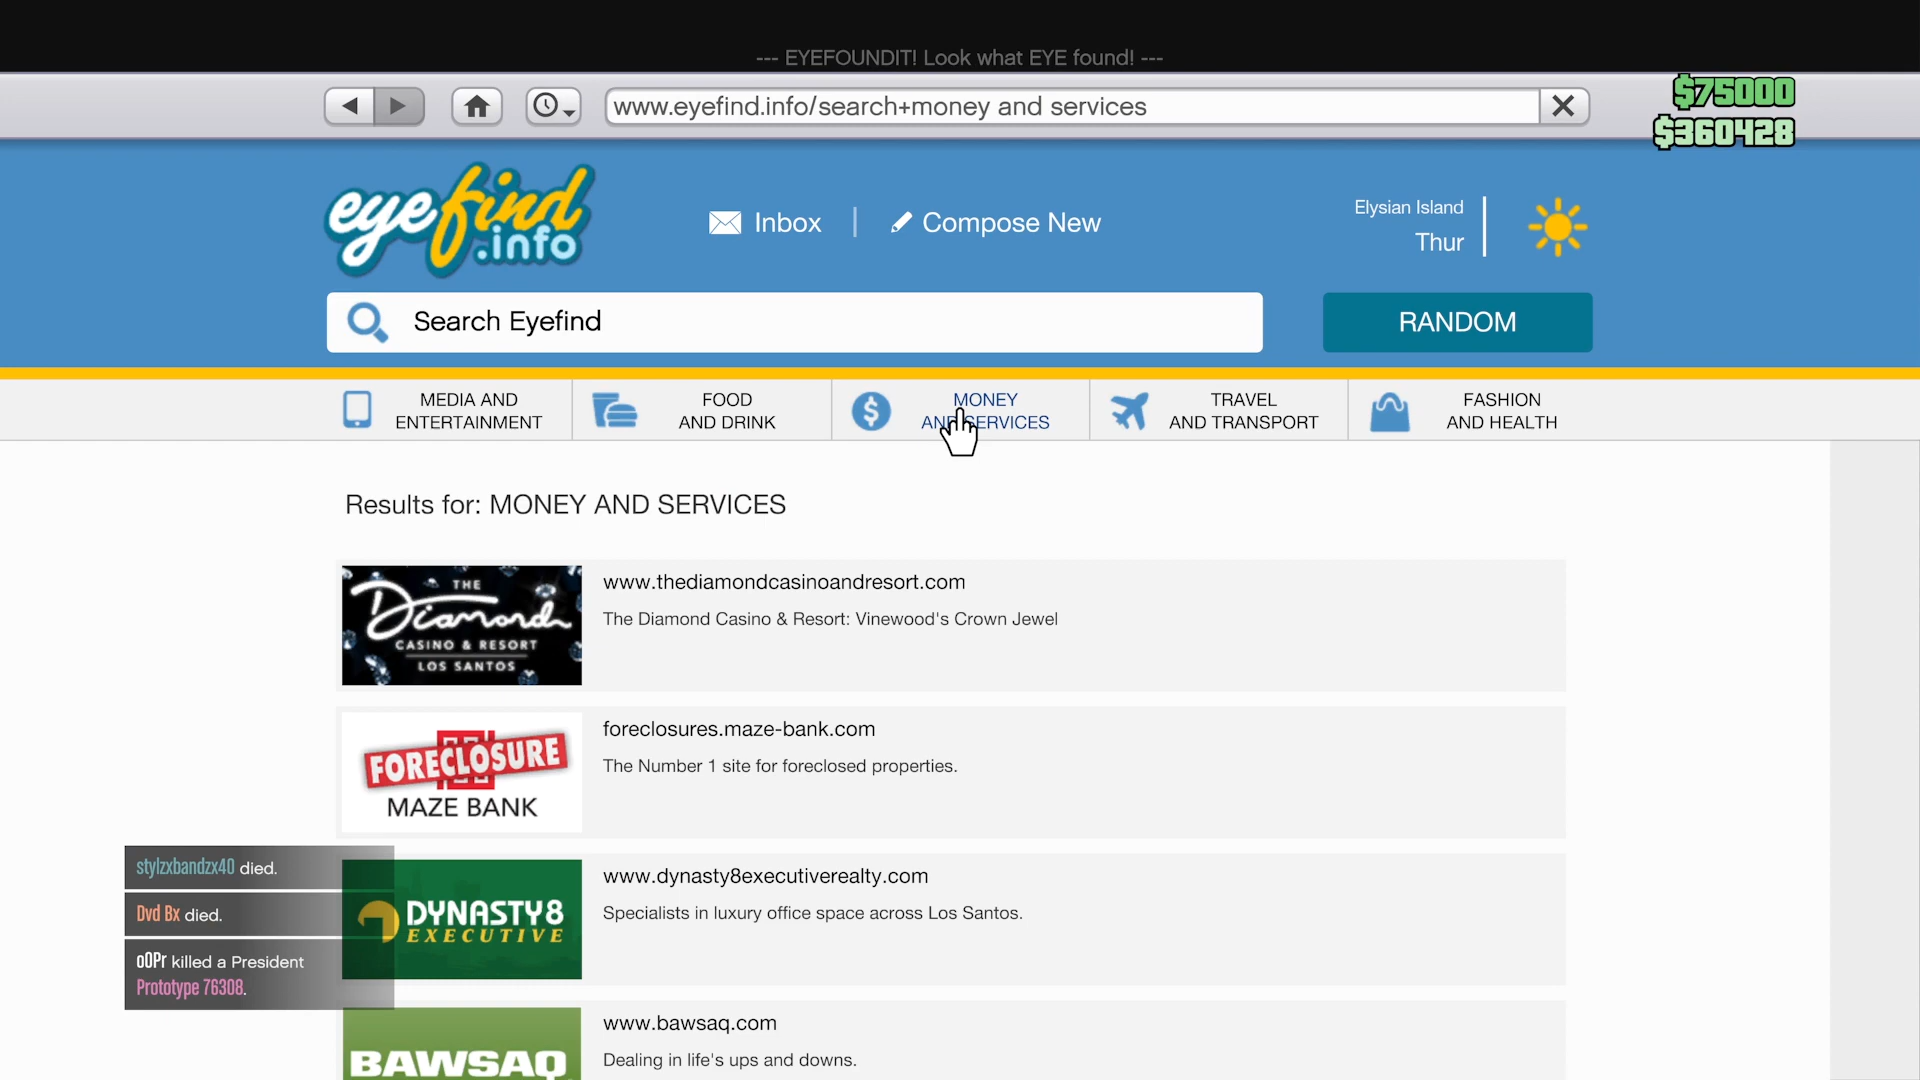 --- EYEFOUNDIT! Look what EYE found! ---
www.eyefind.info/search+money and services
$75000
$360428
eyefind
.info
Inbox
Compose New
Elysian Island
Thur
Search Eyefind
RANDOM
MEDIA AND
ENTERTAINMENT
FOOD
AND DRINK
MONEY
AND SERVICES
TRAVEL
AND TRANSPORT
FASHION
AND HEALTH
Results for: MONEY AND SERVICES
THE
Diamond
CASINO & RESORT
LOS SANTOS
www.thediamondcasinoandresort.com
The Diamond Casino & Resort: Vinewood's Crown Jewel
FORECLOSURE
MAZE BANK
foreclosures.maze-bank.com
The Number 1 site for foreclosed properties.
DYNASTY8
EXECUTIVE
www.dynasty8executiverealty.com
Specialists in luxury office space across Los Santos.
BAWSAQ
www.bawsaq.com
Dealing in life's ups and downs.
stylzxbandzx40 died.
Dvd Bx died.
oOPr killed a President
Prototype 76308.